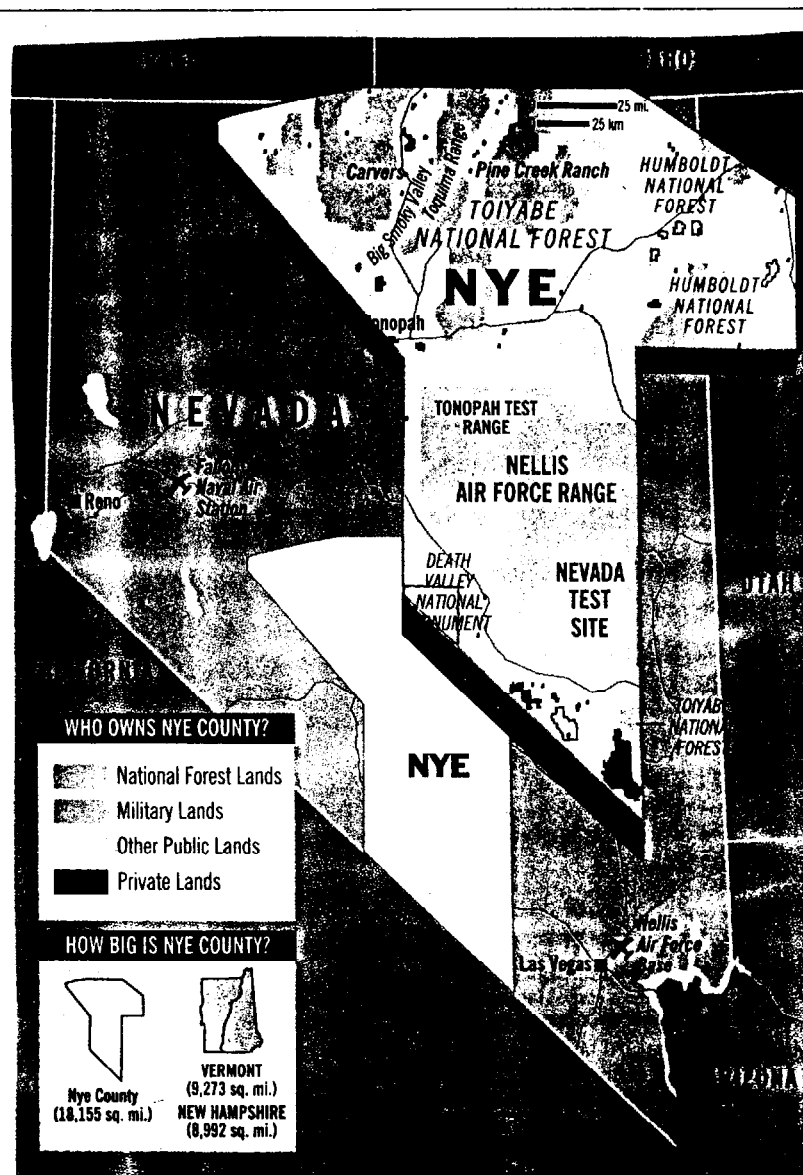 25 mi.
25 km
Carvers
Big Smoky Valley
Toquima Range
Pine Creek Ranch
TOIYABE
NATIONAL FOREST
HUMBOLDT
NATIONAL
FOREST
NYE
HUMBOLDT
NATIONAL
FOREST
NEVADA
TONOPAH TEST
RANGE
NELLIS
AIR FORCE RANGE
Reno
Fallon
Naval Air
Station
DEATH
VALLEY
NATIONAL
NEVADA
TEST
SITE
UTAH
NATION
FOREST
WHO OWNS NYE COUNTY?
National Forest Lands
Military Lands
Other Public Lands
Private Lands
NYE
HOW BIG IS NYE COUNTY?
Nye County
(18,155 sq. mi.)
VERMONT
(9,273 sq. mi.)
NEW HAMPSHIRE
(8,992 sq. mi.)
Las Vegas
Nellis
Air Force
Base